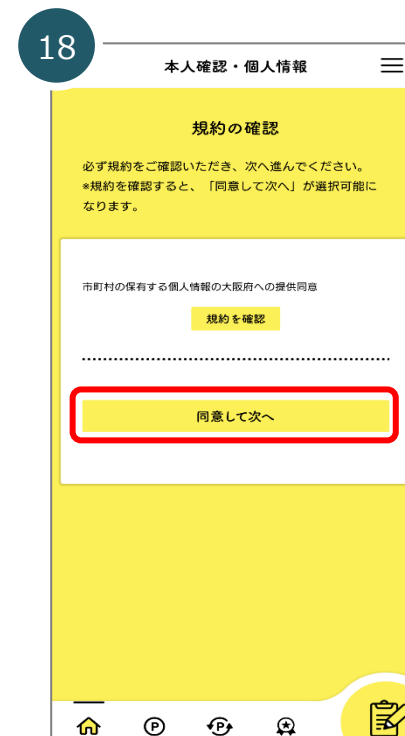 18
本人確認・個人情報
規約の確認
必ず規約をご確認いただき、次へ進んでください。
※規約を確認すると、「同意して次へ」が選択可能に
なります。
市町村の保有する個人情報の大阪府への提供同意
規約を確認
同意して次へ
P
P